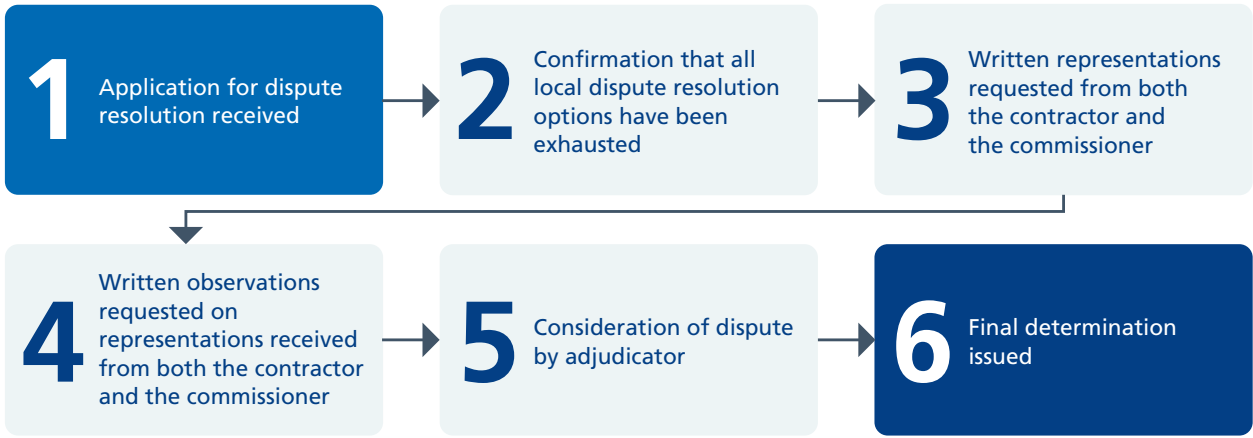 1
Application for dispute
resolution received
2
Confirmation that all
local dispute resolution
options have been
exhausted
3
Written representations
requested from both
the contractor and
the commissioner
4
Written observations
requested on
representations received
from both the contractor
and the commissioner
5
Consideration of dispute
by adjudicator
6
Final determination
issued